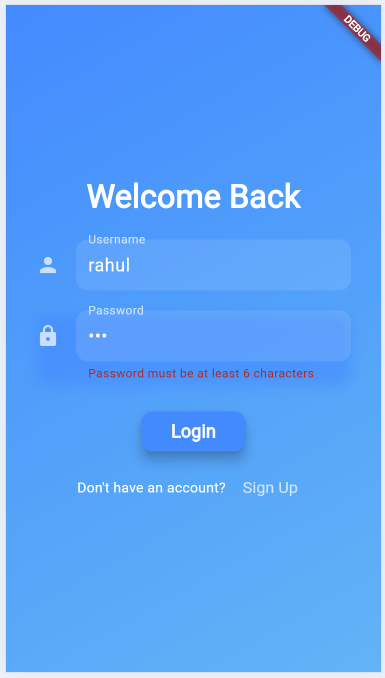 DEBUG
Welcome Back
Username
rahul
Password
•••
Password must be at least 6 characters
Login
Don't have an account? Sign Up